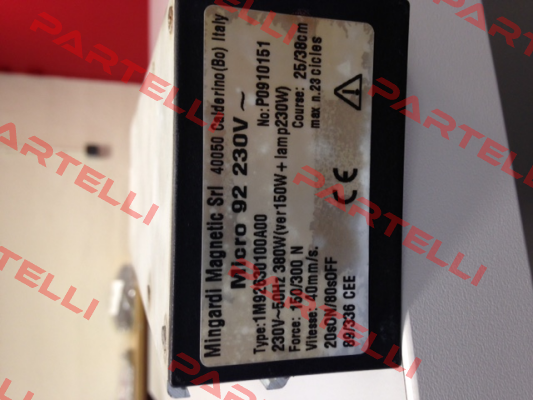 Mingardi Magnetic Srl 40050 Calderino(Bo) Italy
Micro 92 230V ~
Type:1M92630100A00 No:P0910151
230V~50HZ 380W(ver150W + lamp230W)
Force: 150/300 N Course: 25/38cm
Vitesse: 40mm/s. max n.23 cicles
20sON/80sOFF
89/336 CEE
CE
PARTELLI
PARTELLI
PARTELLI
PARTELLI
PARTELLI